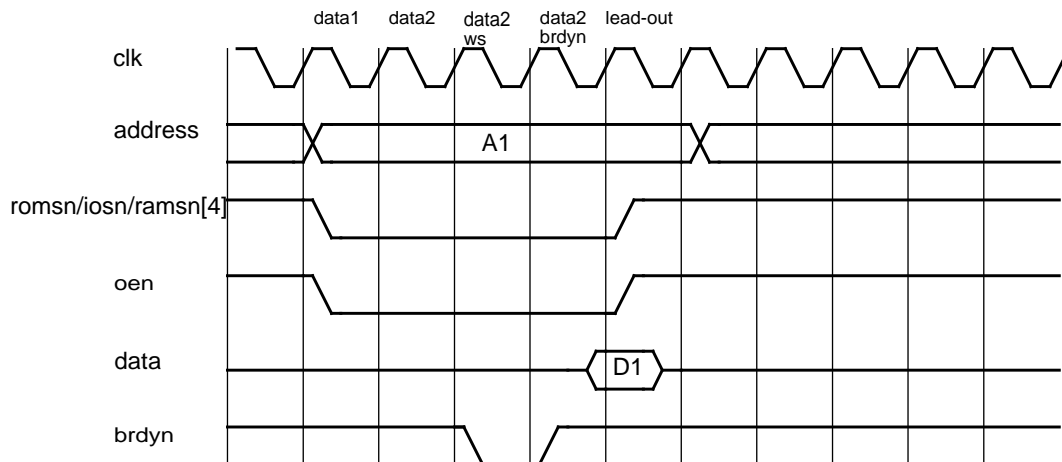 data1 data2 data2 data2 lead-out
ws brdyn
clk
address
A1
romsn/iosn/ramsn[4]
oen
data
D1
brdyn